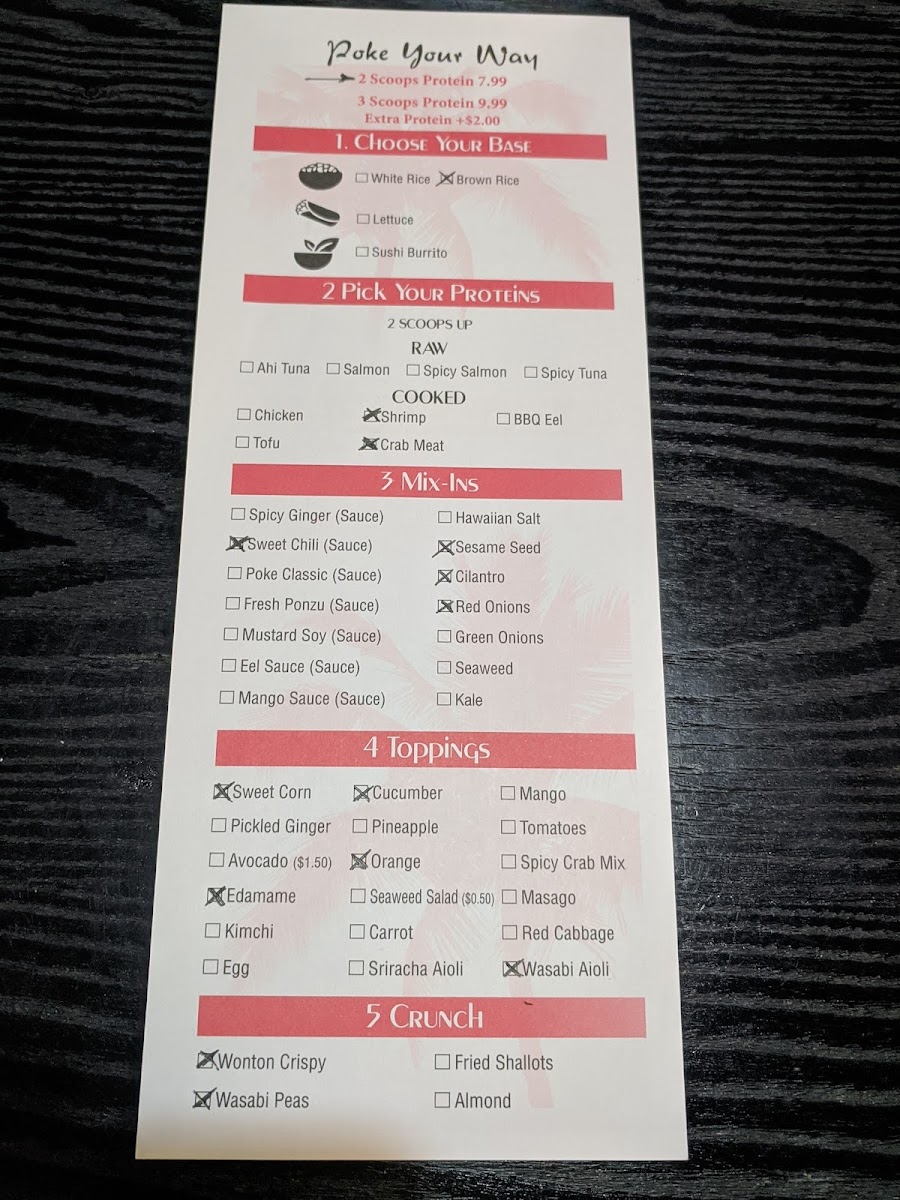 Poke Your Way
2 Scoops Protein 7.99
3 Scoops Protein 9.99
Extra Protein +$2.00
1. Choose Your Base
White Rice Brown Rice
Lettuce
Sushi Burrito
2 Pick Your Proteins
2 SCOOPS UP
RAW
Ahi Tuna Salmon Spicy Salmon Spicy Tuna
COOKED
Chicken Shrimp BBQ Eel
Tofu Crab Meat
3 Mix-Ins
Spicy Ginger (Sauce) Hawaiian Salt
Sweet Chili (Sauce) Sesame Seed
Poke Classic (Sauce) Cilantro
Fresh Ponzu (Sauce) Red Onions
Mustard Soy (Sauce) Green Onions
Eel Sauce (Sauce) Seaweed
Mango Sauce (Sauce) Kale
4 Toppings
Sweet Corn Cucumber Mango
Pickled Ginger Pineapple Tomatoes
Avocado ($1.50) Orange Spicy Crab Mix
Edamame Seaweed Salad ($0.50) Masago
Kimchi Carrot Red Cabbage
Egg Sriracha Aioli Wasabi Aioli
5 Crunch
Wonton Crispy Fried Shallots
Wasabi Peas Almond